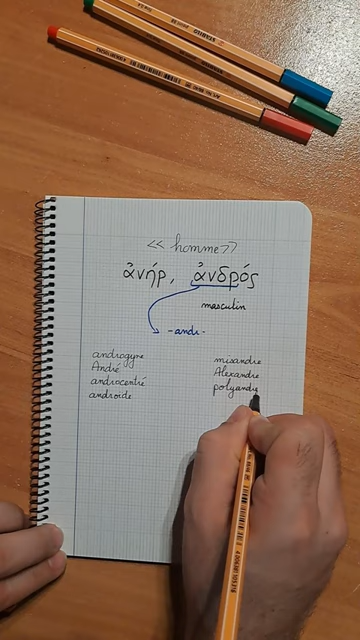 << homme >>
ἀνήρ, ἀνδρός
masculin
-andr-
androgyne
André
androcentré
androïde
misandre
Alexandre
polyandre